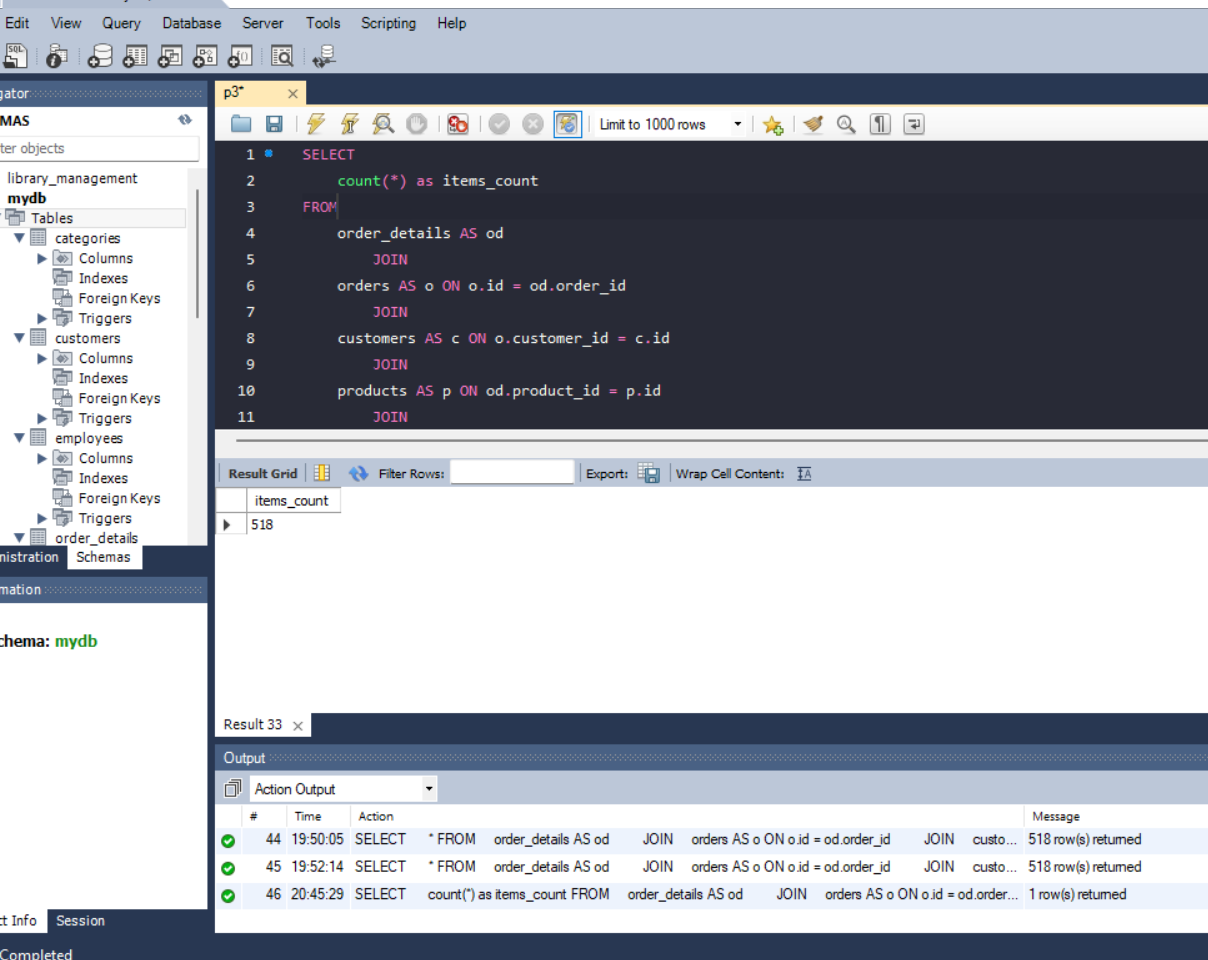 Edit View Query Database Server Tools Scripting Help
SQL
p3*
MAS
Limit to 1000 rows
1 SELECT
2 count(*) as items_count
3 FROM
4 order_details AS od
5 JOIN
6 orders AS o ON o.id = od.order_id
7 JOIN
8 customers AS c ON o.customer_id = c.id
9 JOIN
10 products AS p ON od.product_id = p.id
11 JOIN
gator
ter objects
library_management
mydb
Tables
categories
Columns
Indexes
Foreign Keys
Triggers
customers
Columns
Indexes
Foreign Keys
Triggers
employees
Columns
Indexes
Foreign Keys
Triggers
order_details
nistration Schemas
mation
chema: mydb
Result Grid Filter Rows: Export: Wrap Cell Content: IA
items_count
518
Result 33
Output
Action Output
# Time Action Message
44 19:50:05 SELECT * FROM order_details AS od JOIN orders AS o ON o.id = od.order_id JOIN custo... 518 row(s) returned
45 19:52:14 SELECT * FROM order_details AS od JOIN orders AS o ON o.id = od.order_id JOIN custo... 518 row(s) returned
46 20:45:29 SELECT count(*) as items_count FROM order_details AS od JOIN orders AS o ON o.id = od.order... 1 row(s) returned
ct Info Session
Completed